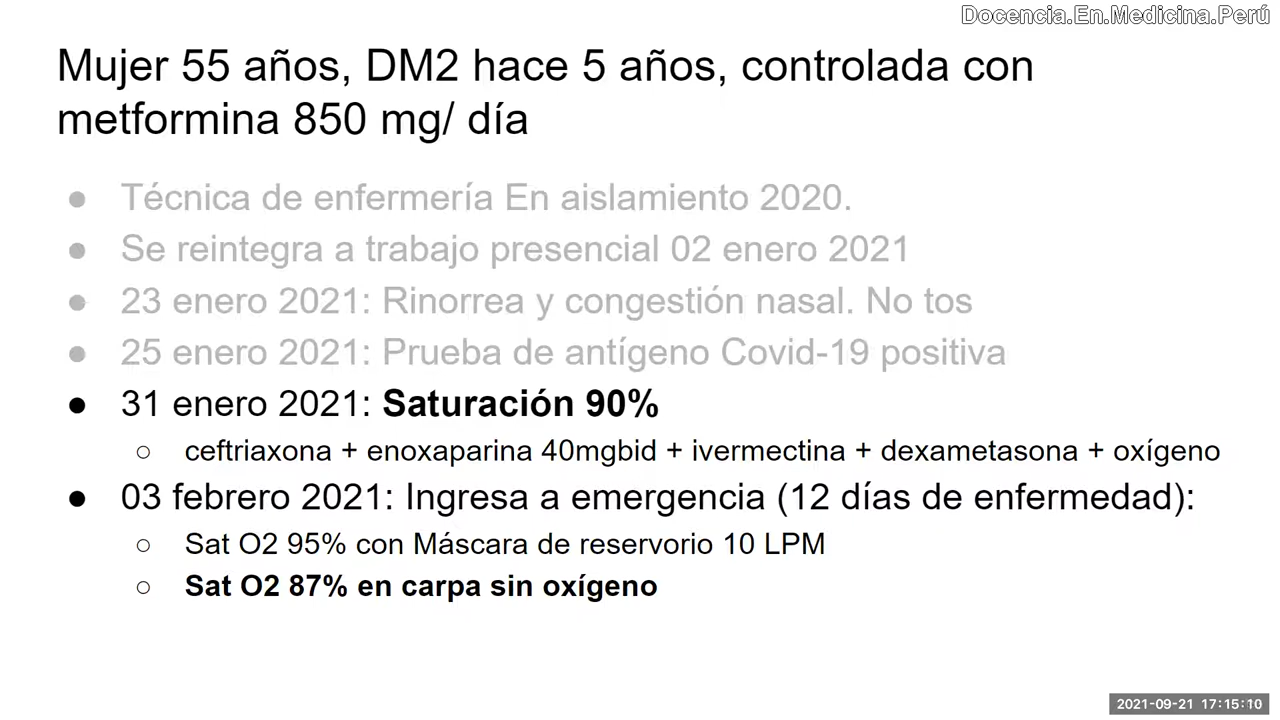 Docencia.En.Medicina.Perú
Mujer 55 años, DM2 hace 5 años, controlada con
metformina 850 mg/ día
● Técnica de enfermería En aislamiento 2020.
● Se reintegra a trabajo presencial 02 enero 2021
● 23 enero 2021: Rinorrea y congestión nasal. No tos
● 25 enero 2021: Prueba de antígeno Covid-19 positiva
● 31 enero 2021: Saturación 90%
○ ceftriaxona + enoxaparina 40mgbid + ivermectina + dexametasona + oxígeno
● 03 febrero 2021: Ingresa a emergencia (12 días de enfermedad):
○ Sat O2 95% con Máscara de reservorio 10 LPM
○ Sat O2 87% en carpa sin oxígeno
2021-09-21 17:15:10